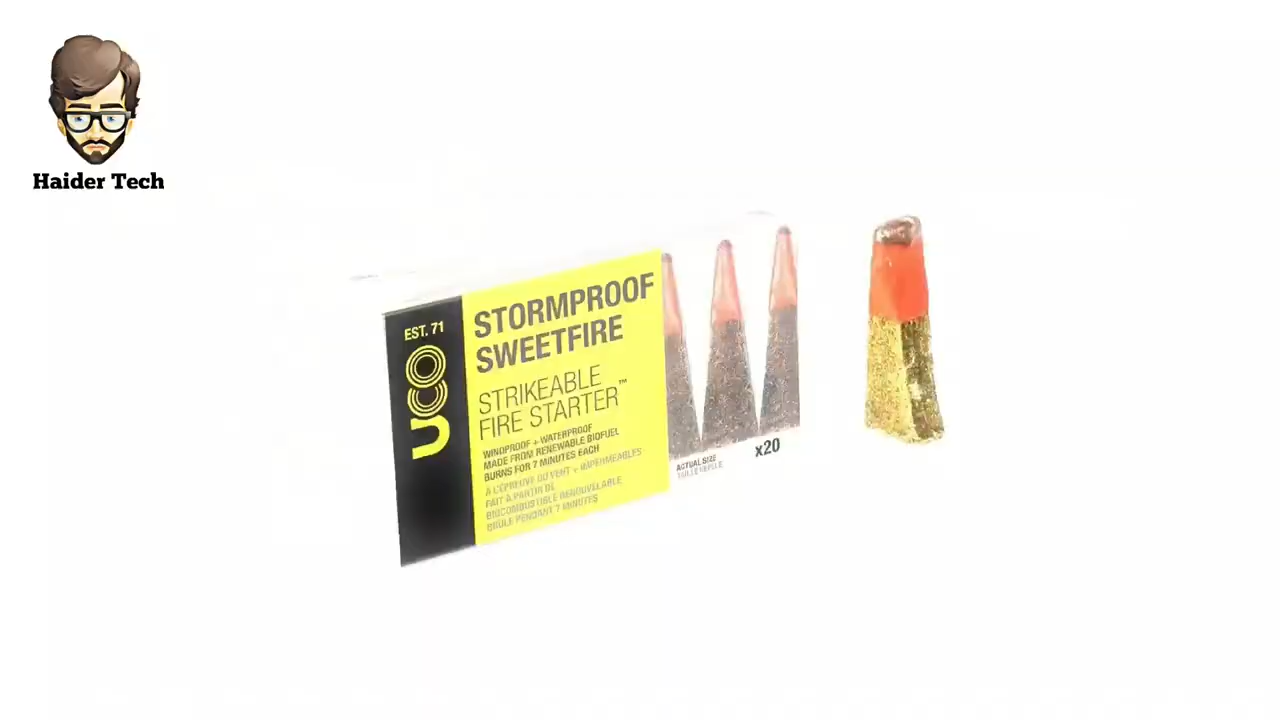 Haider Tech
EST. 71
UCO
STORMPROOF
SWEETFIRE
STRIKEABLE
FIRE STARTER™
WINDPROOF + WATERPROOF
MADE FROM RENEWABLE BIOFUEL
BURNS FOR 7 MINUTES EACH
À L'ÉPREUVE DU VENT + IMPERMÉABLES
FAIT À PARTIR DE
BIOCOMBUSTIBLE RENOUVELABLE
BRÛLE PENDANT 7 MINUTES
ACTUAL SIZE
x20